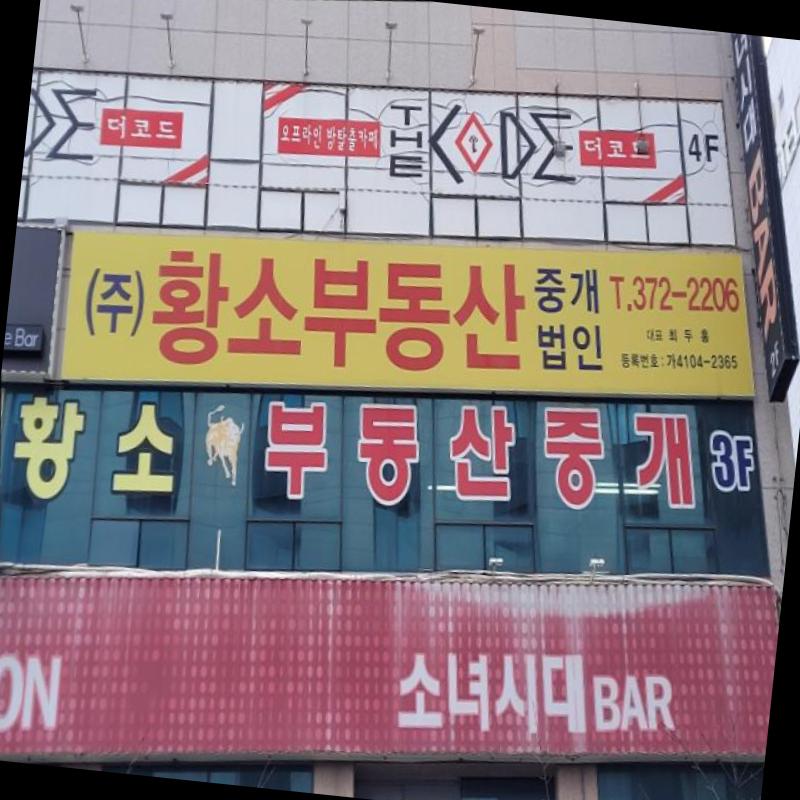 DE 더코드 오프라인 방탈출카페 THE CODE 더코드 4F
BAR
(주)황소부동산 중개법인 T.372-2206
대표 최두홍
등록번호:가4104-2365
e Bar
황소 부동산중개 3F
ON 소녀시대 BAR